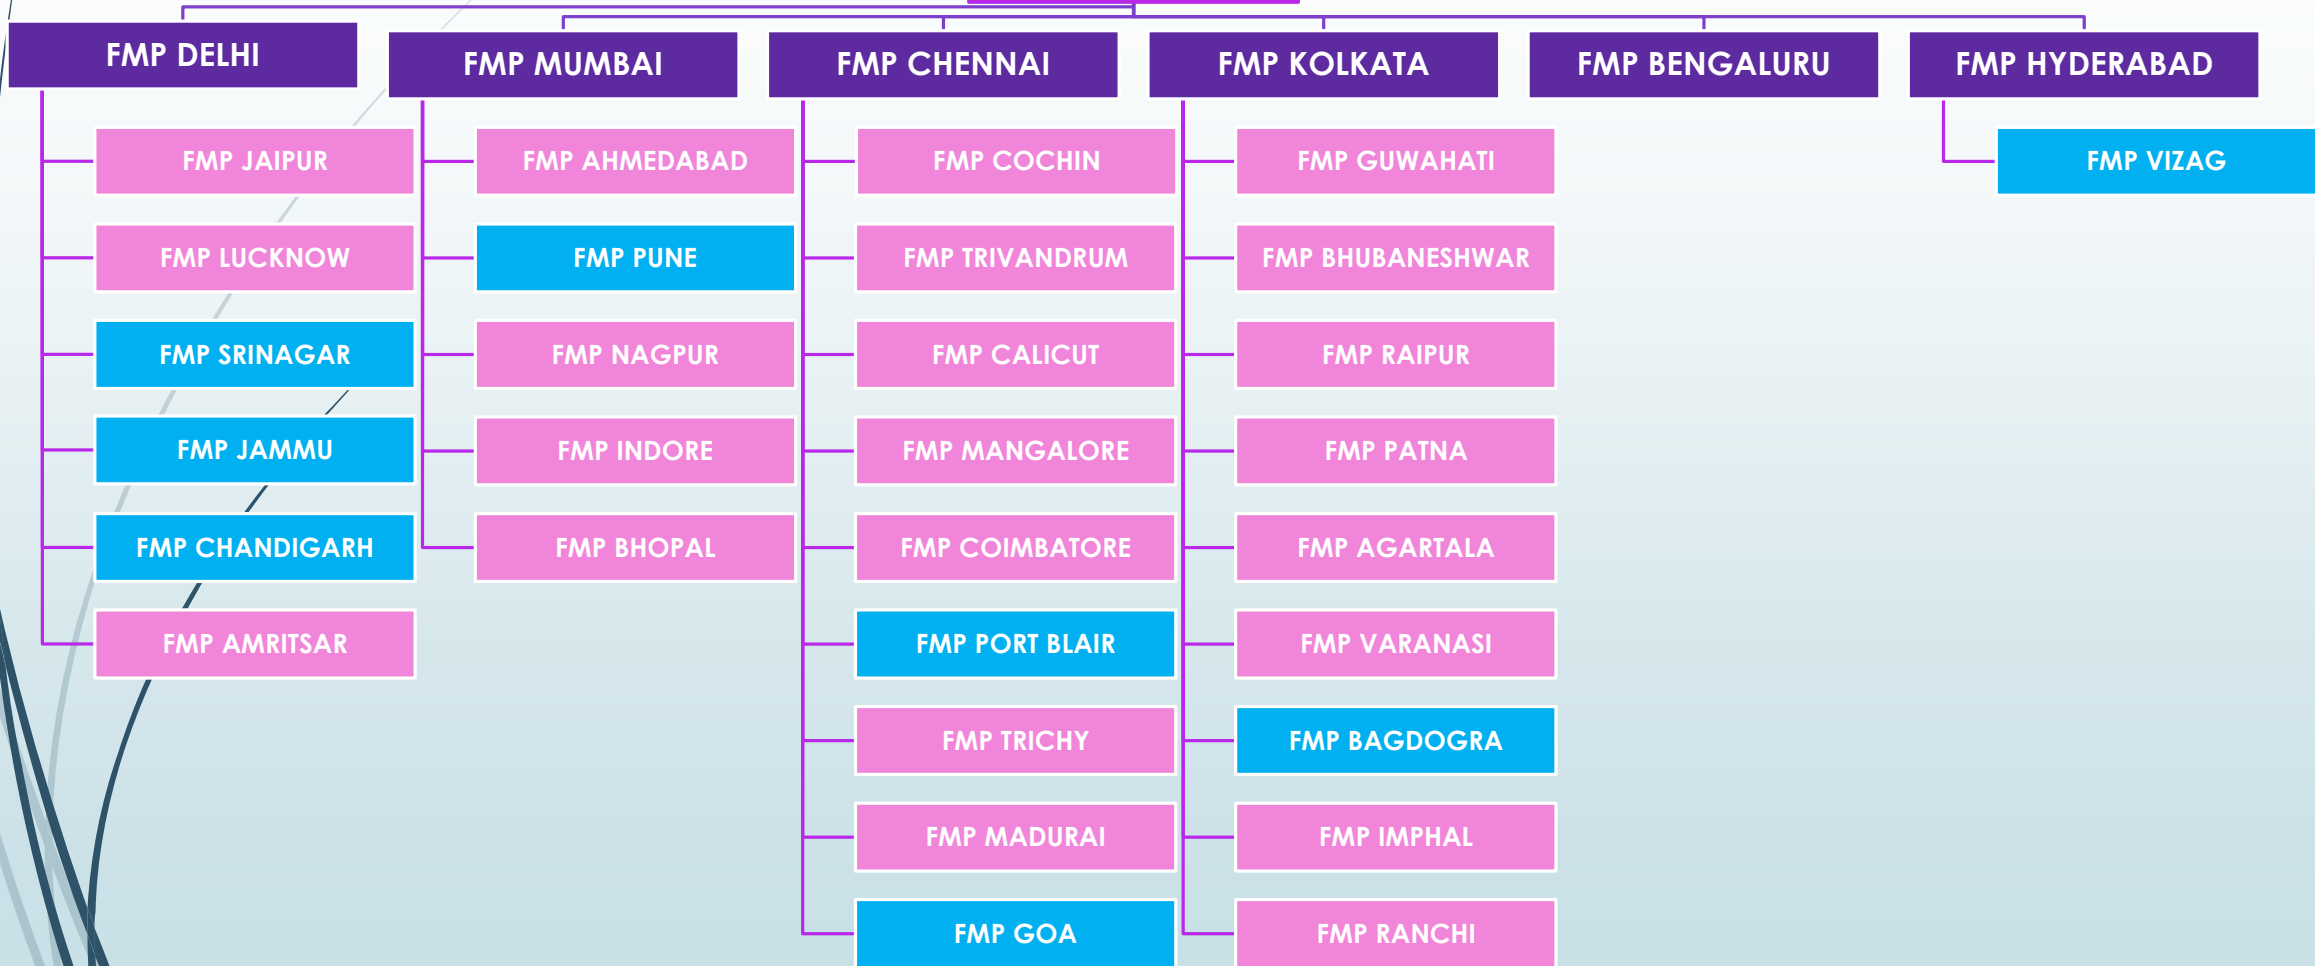 FMP DELHI
FMP JAIPUR
FMP LUCKNOW
FMP SRINAGAR
FMP JAMMU
FMP CHANDIGARH
FMP AMRITSAR
FMP MUMBAI
FMP AHMEDABAD
FMP PUNE
FMP NAGPUR
FMP INDORE
FMP BHOPAL
FMP CHENNAI
FMP COCHIN
FMP TRIVANDRUM
FMP CALICUT
FMP MANGALORE
FMP COIMBATORE
FMP PORT BLAIR
FMP TRICHY
FMP MADURAI
FMP GOA
FMP KOLKATA
FMP GUWAHATI
FMP BHUBANESHWAR
FMP RAIPUR
FMP PATNA
FMP AGARTALA
FMP VARANASI
FMP BAGDOGRA
FMP IMPHAL
FMP RANCHI
FMP BENGALURU
FMP HYDERABAD
FMP VIZAG